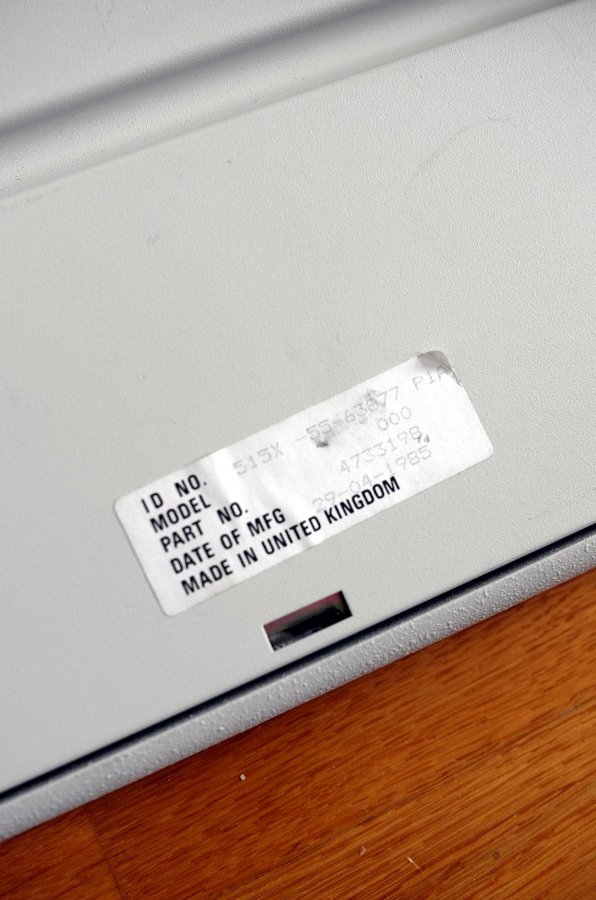 ID NO. 515X -55-63677 P1A
MODEL 000
PART NO. 4733198
DATE OF MFG 29-04-1985
MADE IN UNITED KINGDOM